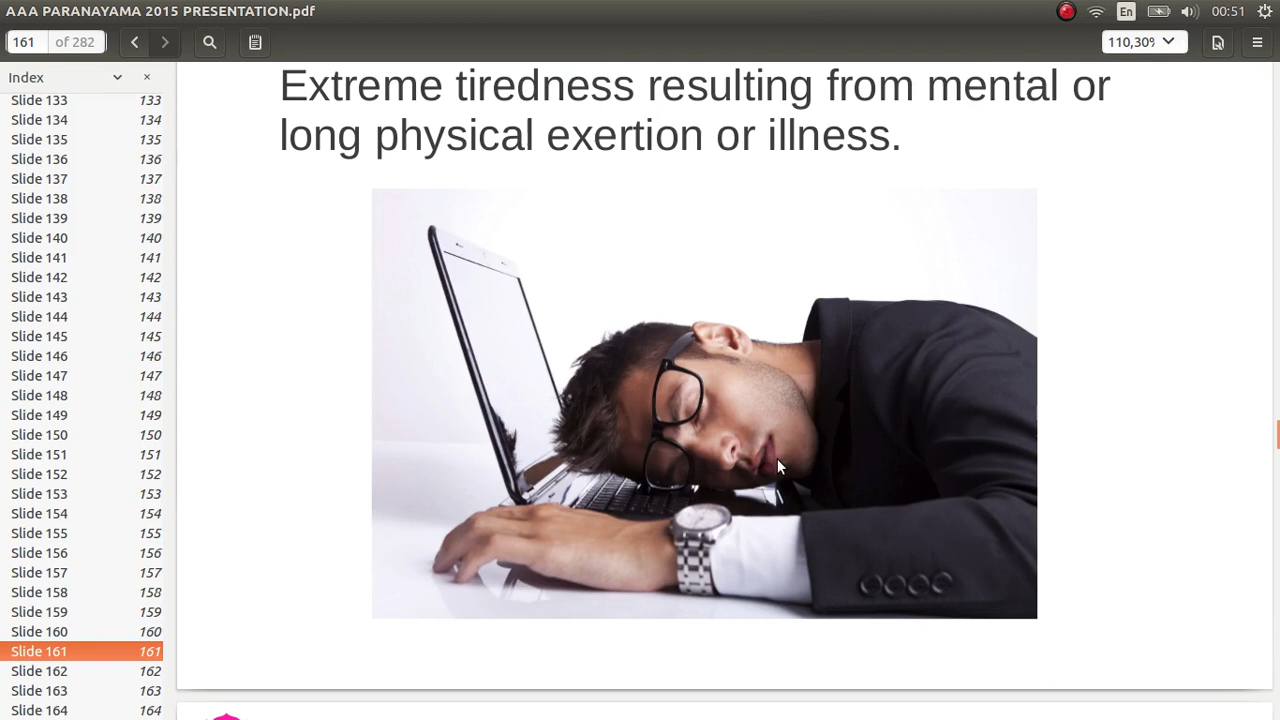 AAA PARANAYAMA 2015 PRESENTATION.pdf
En
00:51
161 of 282
110,30%
Index
Extreme tiredness resulting from mental or
long physical exertion or illness.
Slide 133 133
Slide 134 134
Slide 135 135
Slide 136 136
Slide 137 137
Slide 138 138
Slide 139 139
Slide 140 140
Slide 141 141
Slide 142 142
Slide 143 143
Slide 144 144
Slide 145 145
Slide 146 146
Slide 147 147
Slide 148 148
Slide 149 149
Slide 150 150
Slide 151 151
Slide 152 152
Slide 153 153
Slide 154 154
Slide 155 155
Slide 156 156
Slide 157 157
Slide 158 158
Slide 159 159
Slide 160 160
Slide 161 161
Slide 162 162
Slide 163 163
Slide 164 164